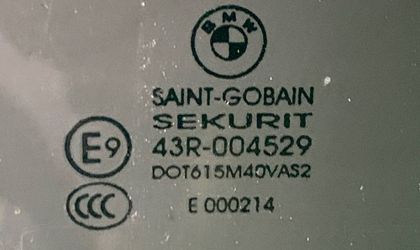 BMW
SAINT-GOBAIN
SEKURIT
E9 43R-004529
DOT615M40VAS2
CCC E 000214